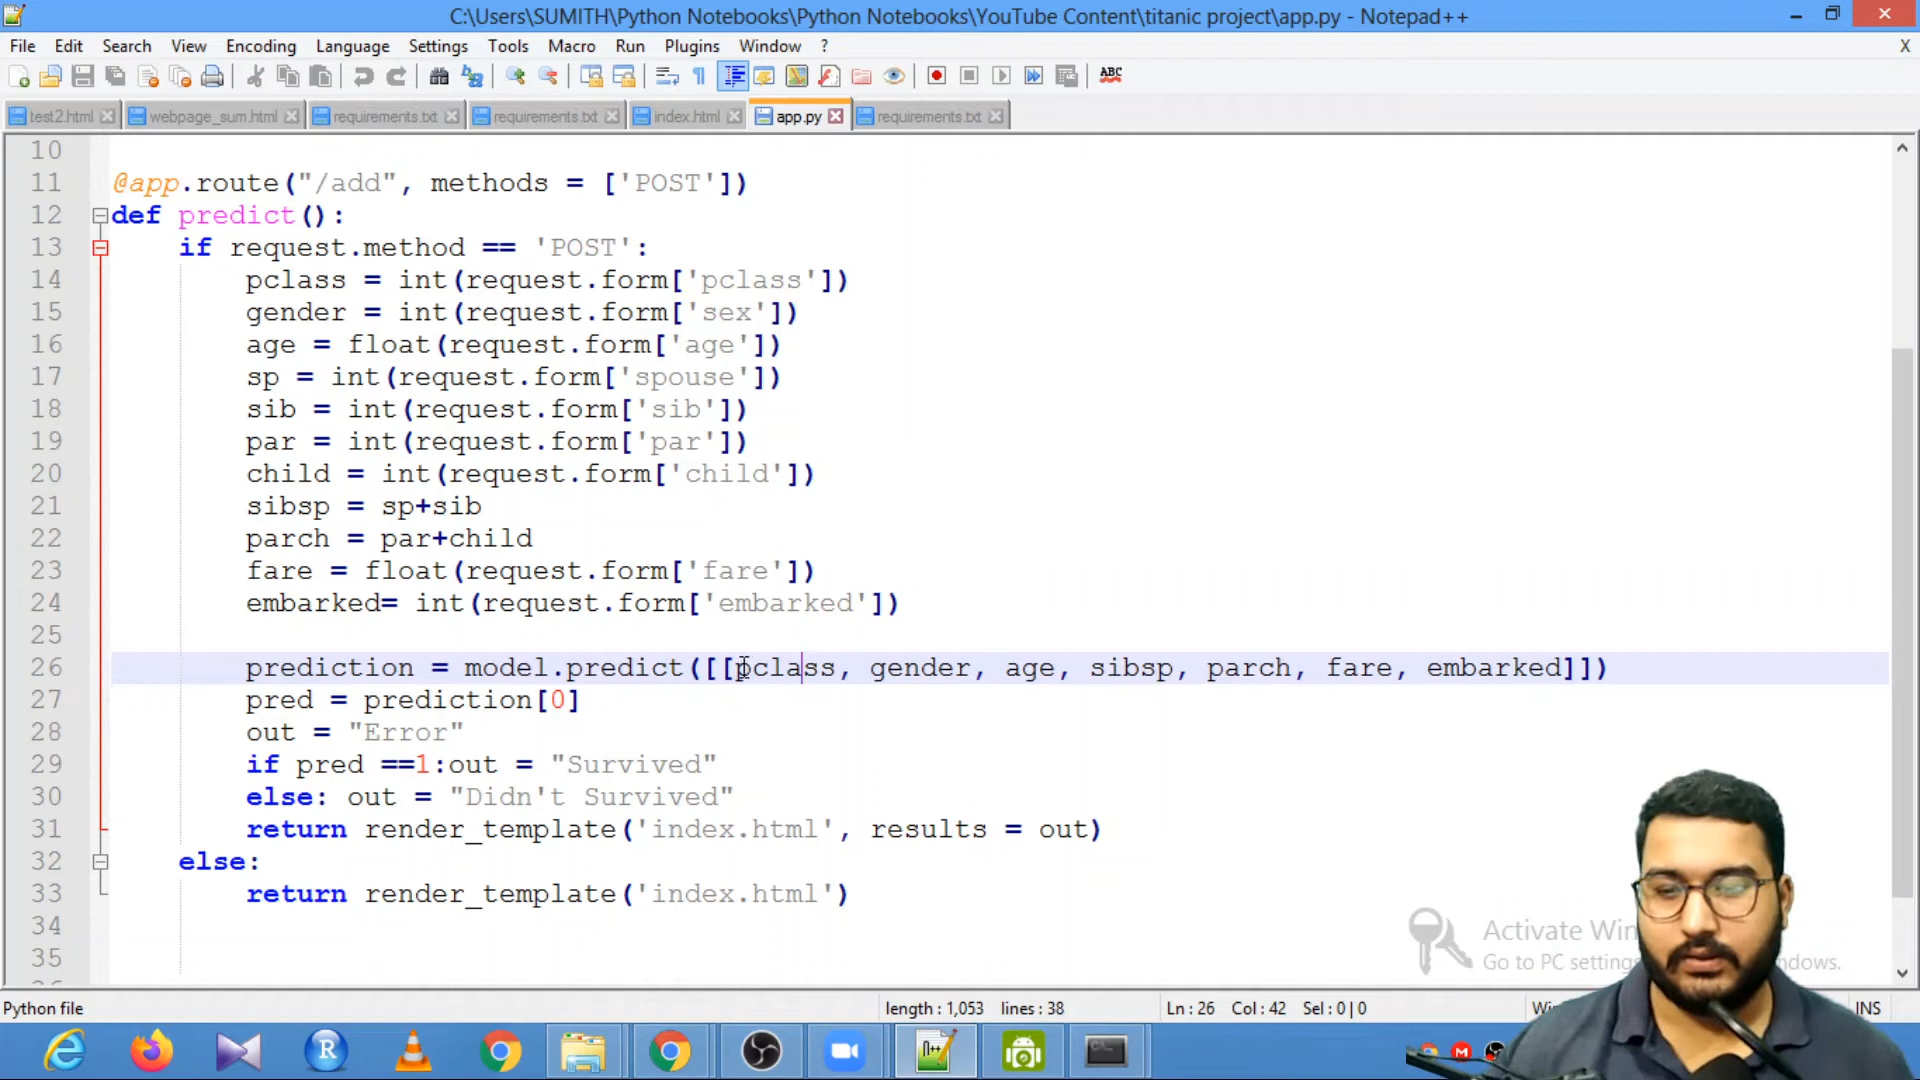 C:\Users\SUMITH\Python Notebooks\Python Notebooks\YouTube Content\titanic project\app.py - Notepad++
File Edit Search View Encoding Language Settings Tools Macro Run Plugins Window ? X
ABC
test2.html webpage_sum.html requirements.txt requirements.txt index.html app.py requirements.txt
10
11 @app.route("/add", methods = ['POST'])
12 def predict():
13 if request.method == 'POST':
14 pclass = int(request.form['pclass'])
15 gender = int(request.form['sex'])
16 age = float(request.form['age'])
17 sp = int(request.form['spouse'])
18 sib = int(request.form['sib'])
19 par = int(request.form['par'])
20 child = int(request.form['child'])
21 sibsp = sp+sib
22 parch = par+child
23 fare = float(request.form['fare'])
24 embarked= int(request.form['embarked'])
25
26 prediction = model.predict([[pclass, gender, age, sibsp, parch, fare, embarked]])
27 pred = prediction[0]
28 out = "Error"
29 if pred ==1:out = "Survived"
30 else: out = "Didn't Survived"
31 return render_template('index.html', results = out)
32 else:
33 return render_template('index.html')
34
35
Activate Win
Go to PC setting dows.
Python file length : 1,053 lines : 38 Ln : 26 Col : 42 Sel : 0 | 0 INS
R N++ M